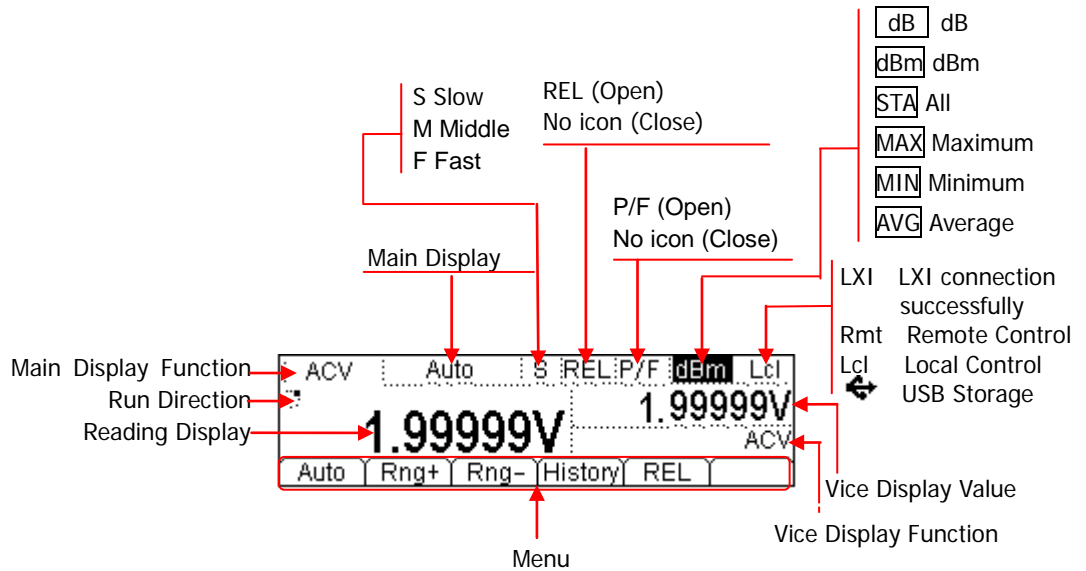 dB dB
dBm dBm
STA All
MAX Maximum
MIN Minimum
AVG Average
S Slow
M Middle
F Fast
REL (Open)
No icon (Close)
P/F (Open)
No icon (Close)
Main Display
LXI LXI connection
successfully
Rmt Remote Control
Lcl Local Control
USB Storage
Main Display Function
Run Direction
Reading Display
ACV Auto S REL P/F dBm Lcl
1.99999V
1.99999V
ACV
Auto Rng+ Rng- History REL
Vice Display Value
Vice Display Function
Menu